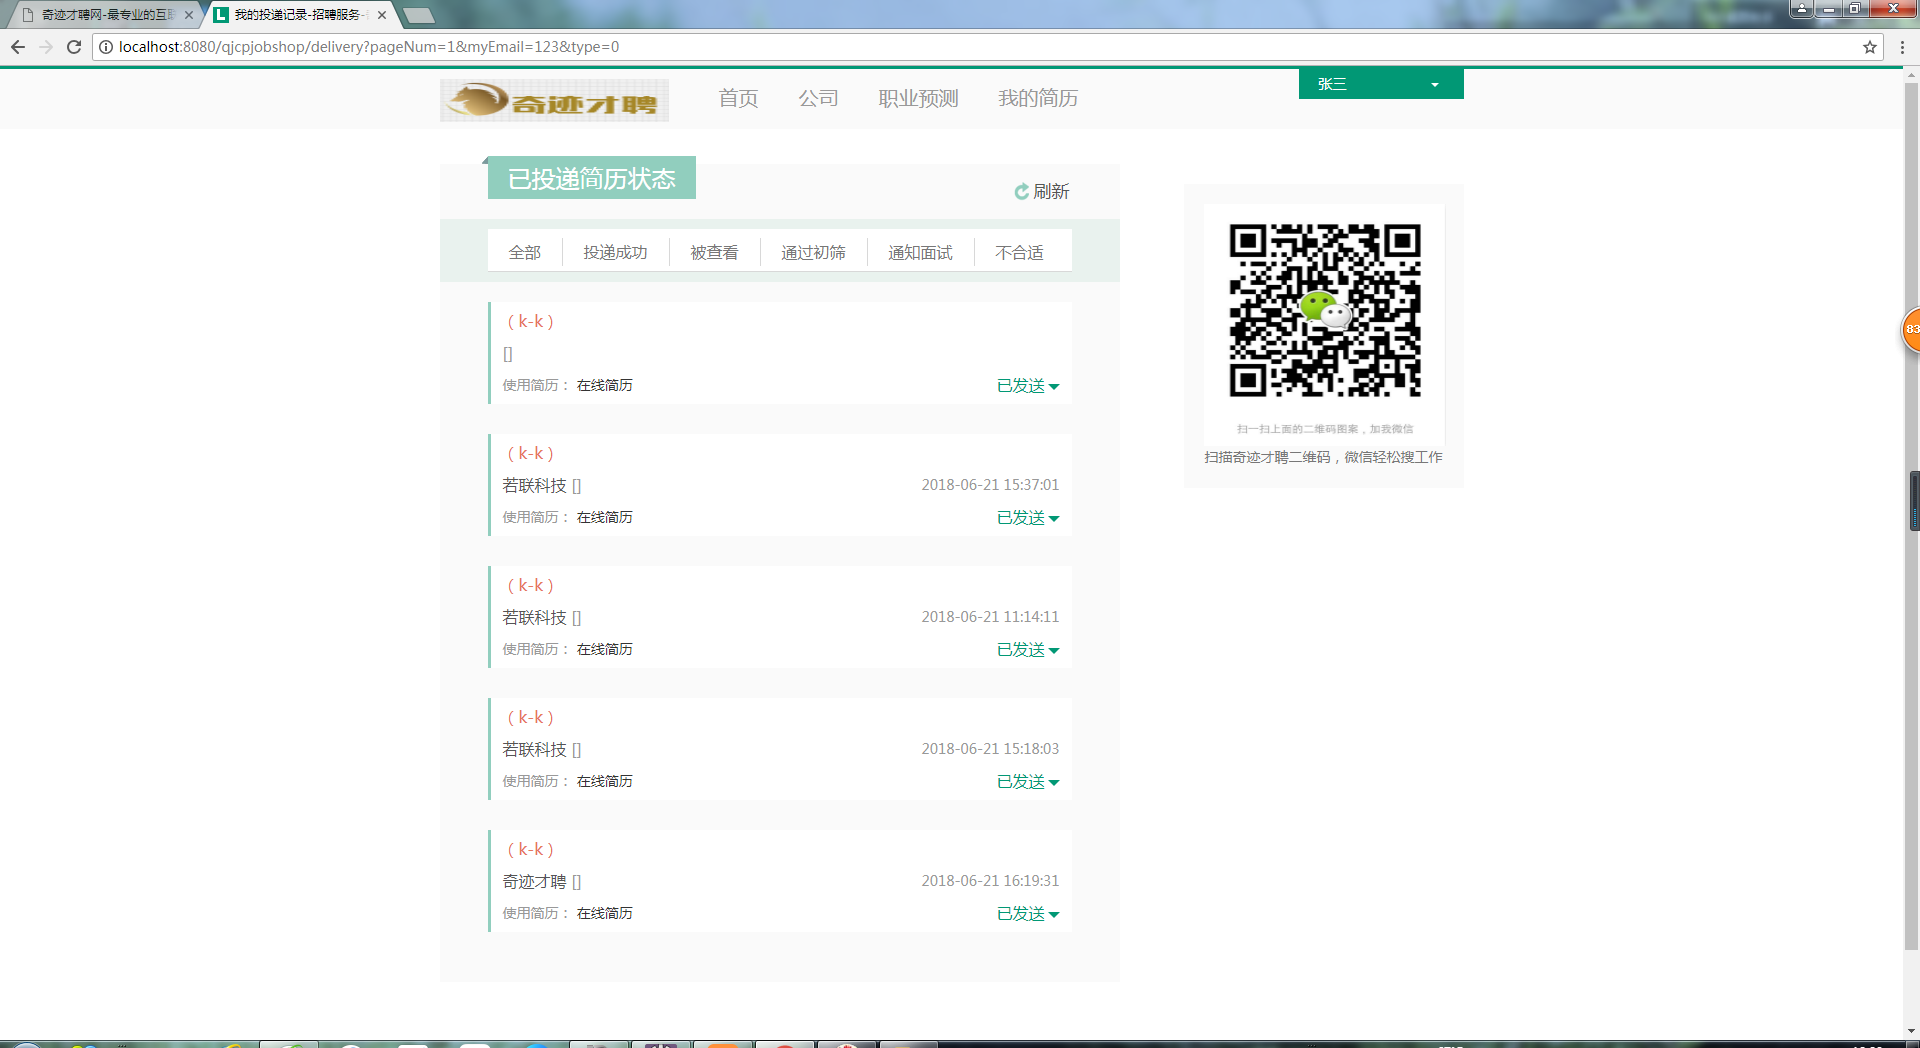 奇迹才聘网-最专业的互联
我的投递记录-招聘服务-
localhost:8080/qjcpjobshop/delivery?pageNum=1&myEmail=123&type=0
奇迹才聘
首页 公司 职业预测 我的简历
张三
已投递简历状态
刷新
全部 投递成功 被查看 通过初筛 通知面试 不合适
（k-k）
[]
使用简历： 在线简历 已发送
（k-k）
若联科技 [] 2018-06-21 15:37:01
使用简历： 在线简历 已发送
（k-k）
若联科技 [] 2018-06-21 11:14:11
使用简历： 在线简历 已发送
（k-k）
若联科技 [] 2018-06-21 15:18:03
使用简历： 在线简历 已发送
（k-k）
奇迹才聘 [] 2018-06-21 16:19:31
使用简历： 在线简历 已发送
扫一扫上面的二维码图案，加我微信
扫描奇迹才聘二维码，微信轻松搜工作
83